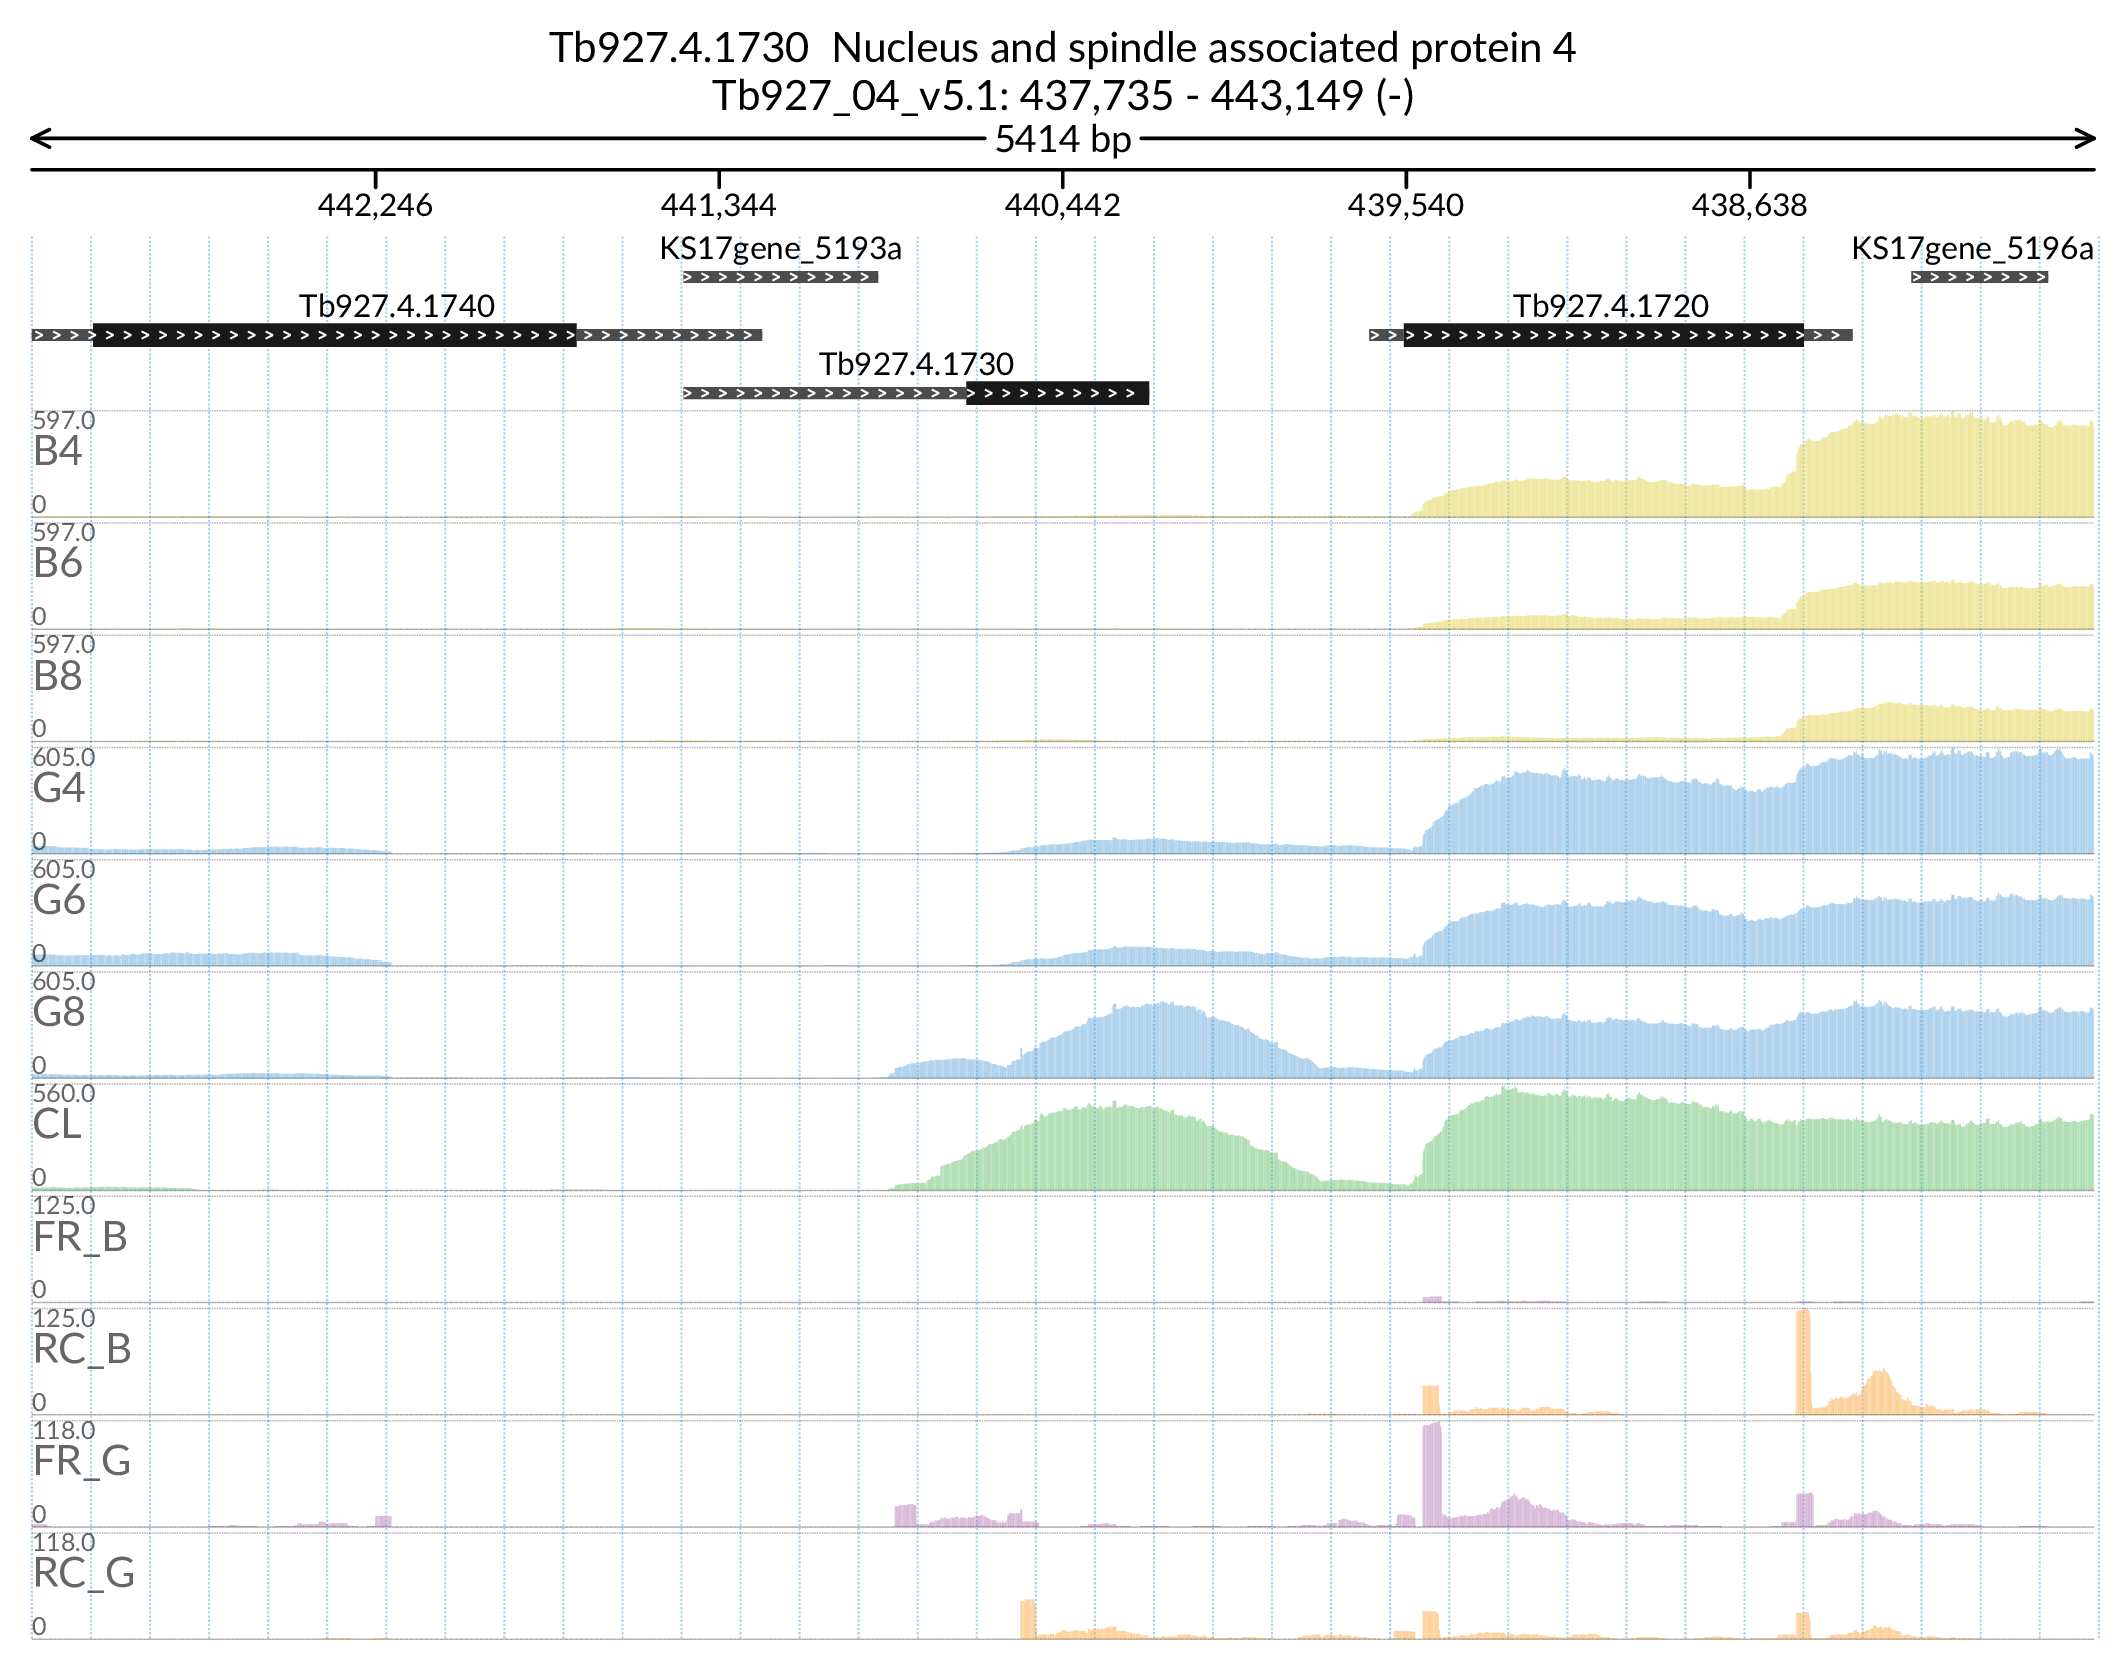 Tb927.4.1730  Nucleus and spindle associated protein 4
Tb927_04_v5.1: 437,735 - 443,149 (-)
5414 bp
442,246 441,344 440,442 439,540 438,638
KS17gene_5193a KS17gene_5196a
Tb927.4.1740 Tb927.4.1720
Tb927.4.1730
597.0
B4
0
597.0
B6
0
597.0
B8
0
605.0
G4
0
605.0
G6
0
605.0
G8
0
560.0
CL
0
125.0
FR_B
0
125.0
RC_B
0
118.0
FR_G
0
118.0
RC_G
0